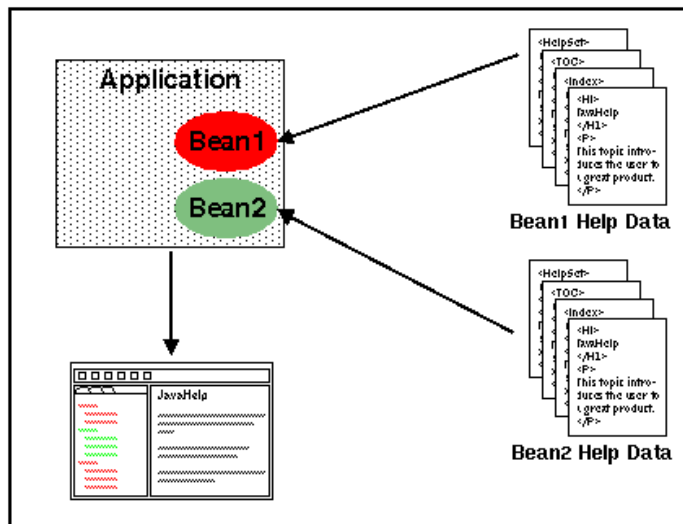 Application
Bean1
Bean2
<HelpSet>
<TOC>
<Index>
<H1>
JavaHelp
</H1>
<P>
This topic intro-
duces the user to
a great product.
</P>
Bean1 Help Data
<HelpSet>
<TOC>
<Index>
<H1>
JavaHelp
</H1>
<P>
This topic intro-
duces the user to
a great product.
</P>
Bean2 Help Data
JavaHelp